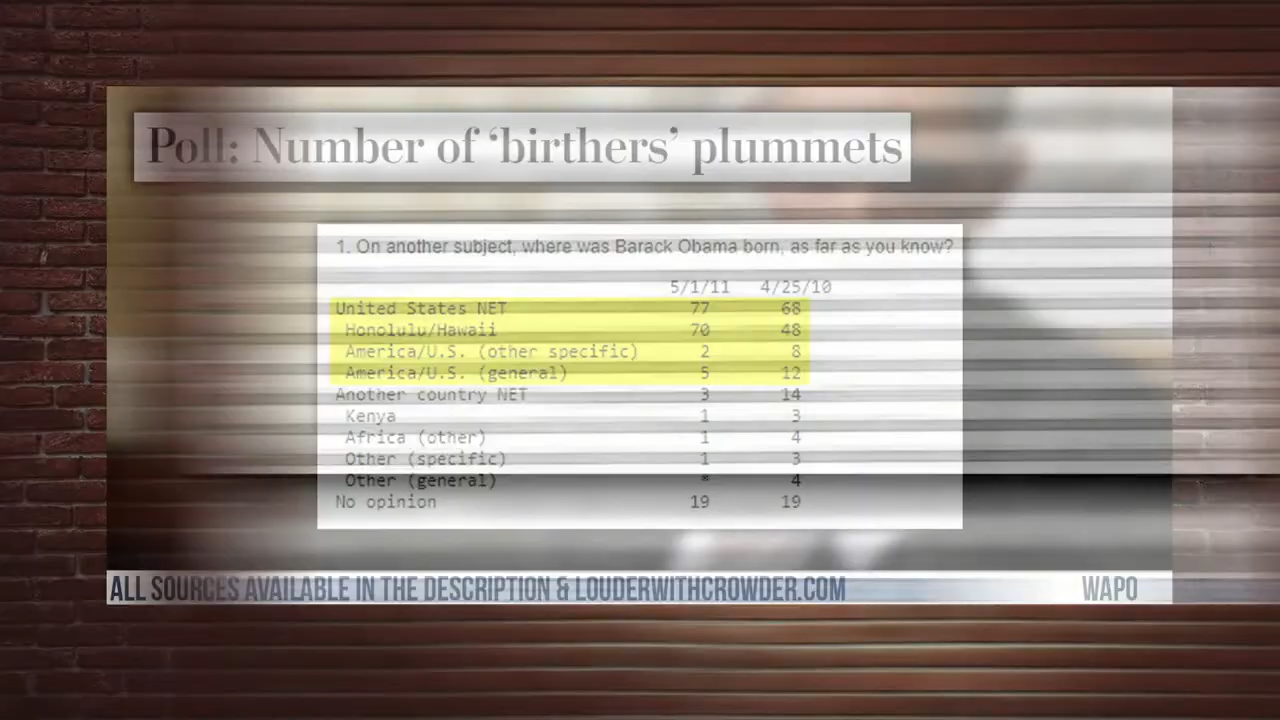 Poll: Number of ‘birthers’ plummets
1. On another subject, where was Barack Obama born, as far as you know?
5/1/11 4/25/10
United States NET 77 68
Honolulu/Hawaii 70 48
America/U.S. (other specific) 2 8
America/U.S. (general) 5 12
Another country NET 3 14
Kenya 1 3
Africa (other) 1 4
Other (specific) 1 3
Other (general) * 4
No opinion 19 19
ALL SOURCES AVAILABLE IN THE DESCRIPTION & LOUDERWITHCROWDER.COM WAPO